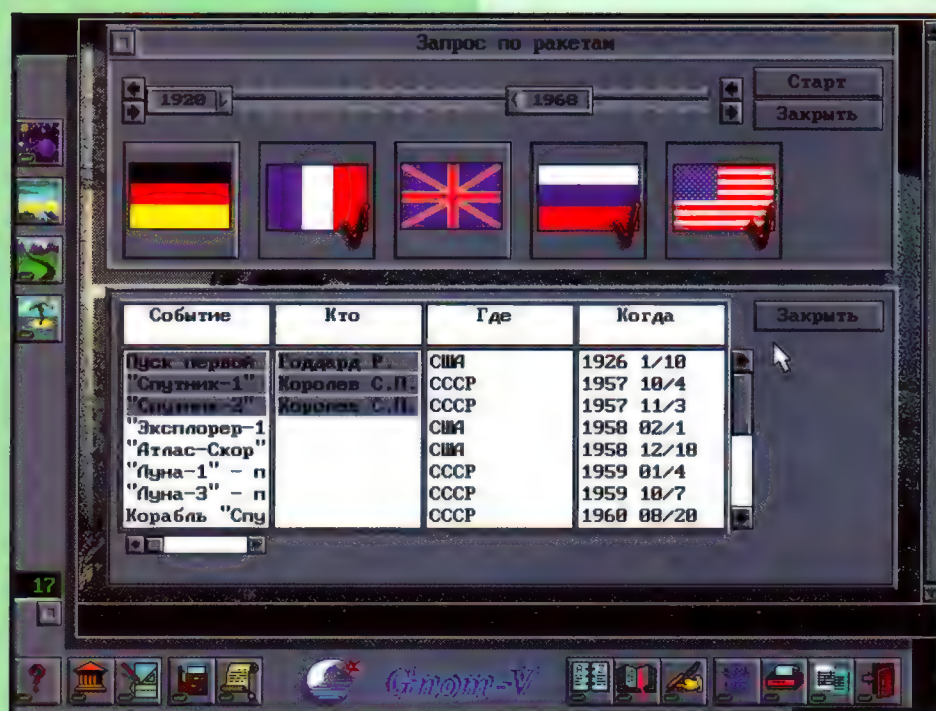 Запрос по ракетам
1920 1960 Старт
Закрыть
Событие Кто Где Когда Закрыть
Пуск первой Годдард Р. США 1926 1/10
"Спутник-1" Королев С.П. СССР 1957 10/4
"Спутник-2" Королев С.П. СССР 1957 11/3
"Эксплорер-1 США 1958 02/1
"Атлас-Скор" США 1958 12/18
"Луна-1" - п СССР 1959 01/4
"Луна-3" - п СССР 1959 10/7
Корабль "Спу СССР 1960 08/20
17
? Gnom-V